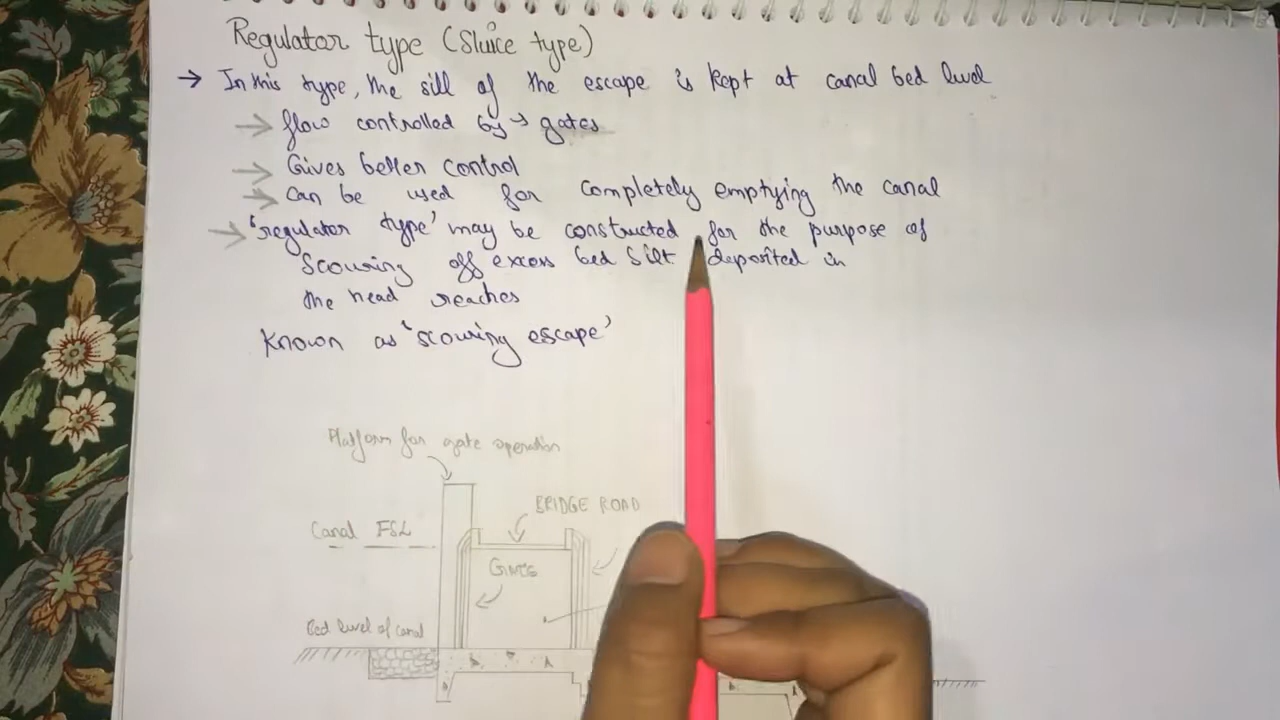 Regulator type (Sluice type)
→ In this type, the sill of the escape is kept at canal bed level
→ flow controlled by → gates
→ Gives better control
→ can be used for completely emptying the canal
→ 'regulator type' may be constructed for the purpose of
scouring off excess bed silt deposited in
the head reaches
Known as 'scouring escape'
Platform for gate operation
BRIDGE ROAD
Canal FSL
GATES
Bed level of canal